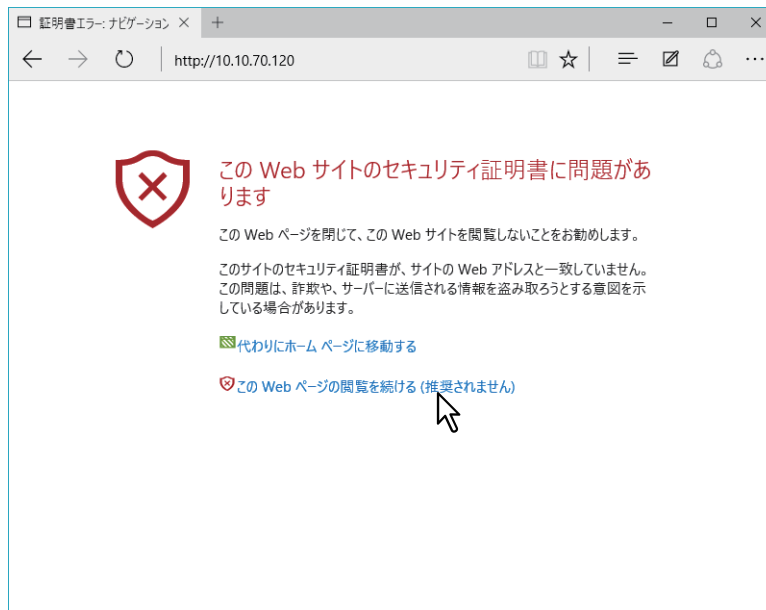 証明書エラー: ナビゲーション
http://10.10.70.120
この Web サイトのセキュリティ証明書に問題があ
ります
この Web ページを閉じて、この Web サイトを閲覧しないことをお勧めします。
このサイトのセキュリティ証明書が、サイトの Web アドレスと一致していません。
この問題は、詐欺や、サーバーに送信される情報を盗み取ろうとする意図を示
している場合があります。
代わりにホーム ページに移動する
この Web ページの閲覧を続ける (推奨されません)